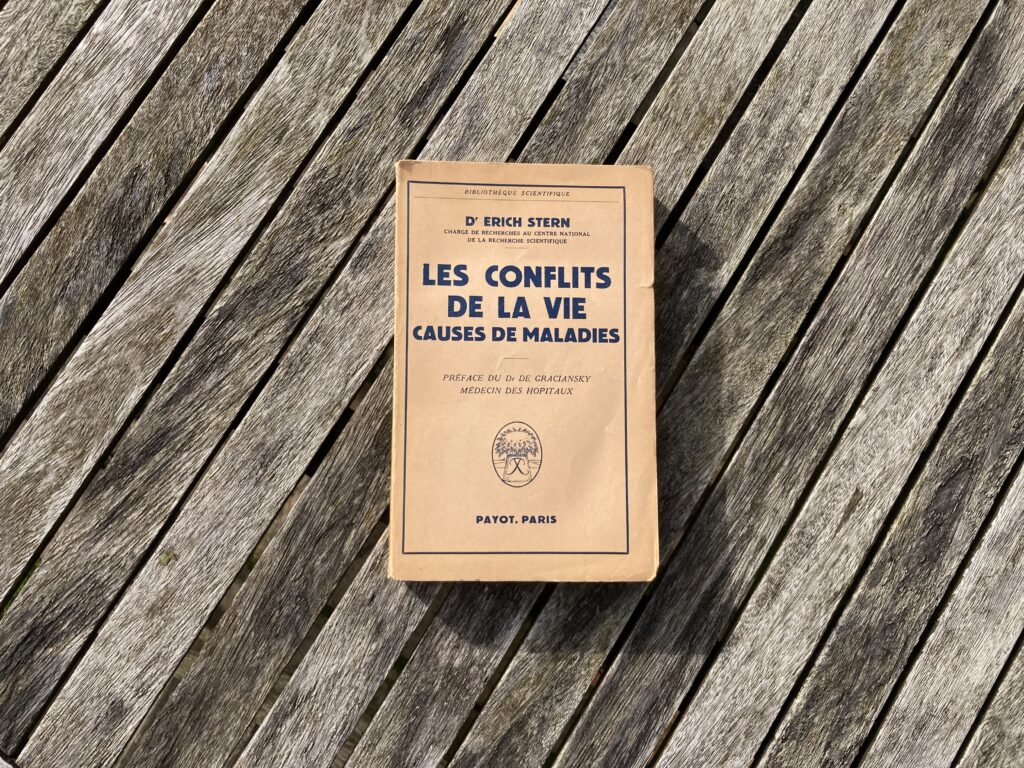 BIBLIOTHÈQUE SCIENTIFIQUE
Dr ERICH STERN
CHARGÉ DE RECHERCHES AU CENTRE NATIONAL
DE LA RECHERCHE SCIENTIFIQUE
LES CONFLITS
DE LA VIE
CAUSES DE MALADIES
PRÉFACE DU Dr DE GRACIANSKY
MÉDECIN DES HOPITAUX
PAYOT, PARIS